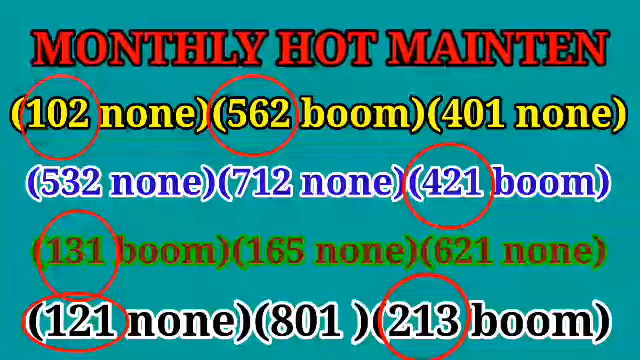 MONTHLY HOT MAINTEN
(102 none)(562 boom)(401 none)
(532 none)(712 none)(421 boom)
(131 boom)(165 none)(621 none)
(121 none)(801 )(213 boom)